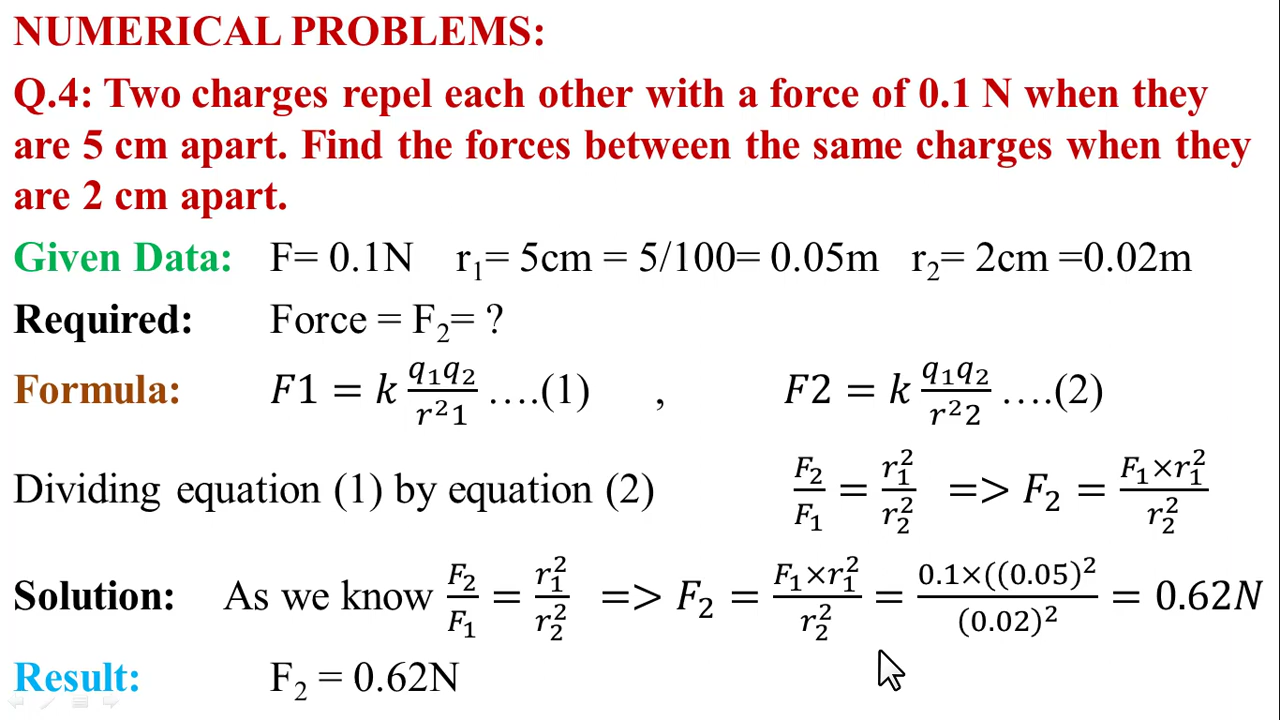 NUMERICAL PROBLEMS:
Q.4: Two charges repel each other with a force of 0.1 N when they
are 5 cm apart. Find the forces between the same charges when they
are 2 cm apart.
Given Data: F= 0.1N r₁= 5cm = 5/100= 0.05m r₂= 2cm =0.02m
Required: Force = F₂= ?
Formula: F1 = k q₁q₂/r²1 ....(1) , F2 = k q₁q₂/r²2 ....(2)
Dividing equation (1) by equation (2) F₂/F₁ = r₁²/r₂² => F₂ = F₁×r₁²/r₂²
Solution: As we know F₂/F₁ = r₁²/r₂² => F₂ = F₁×r₁²/r₂² = 0.1×((0.05)²/(0.02)² = 0.62N
Result: F₂ = 0.62N